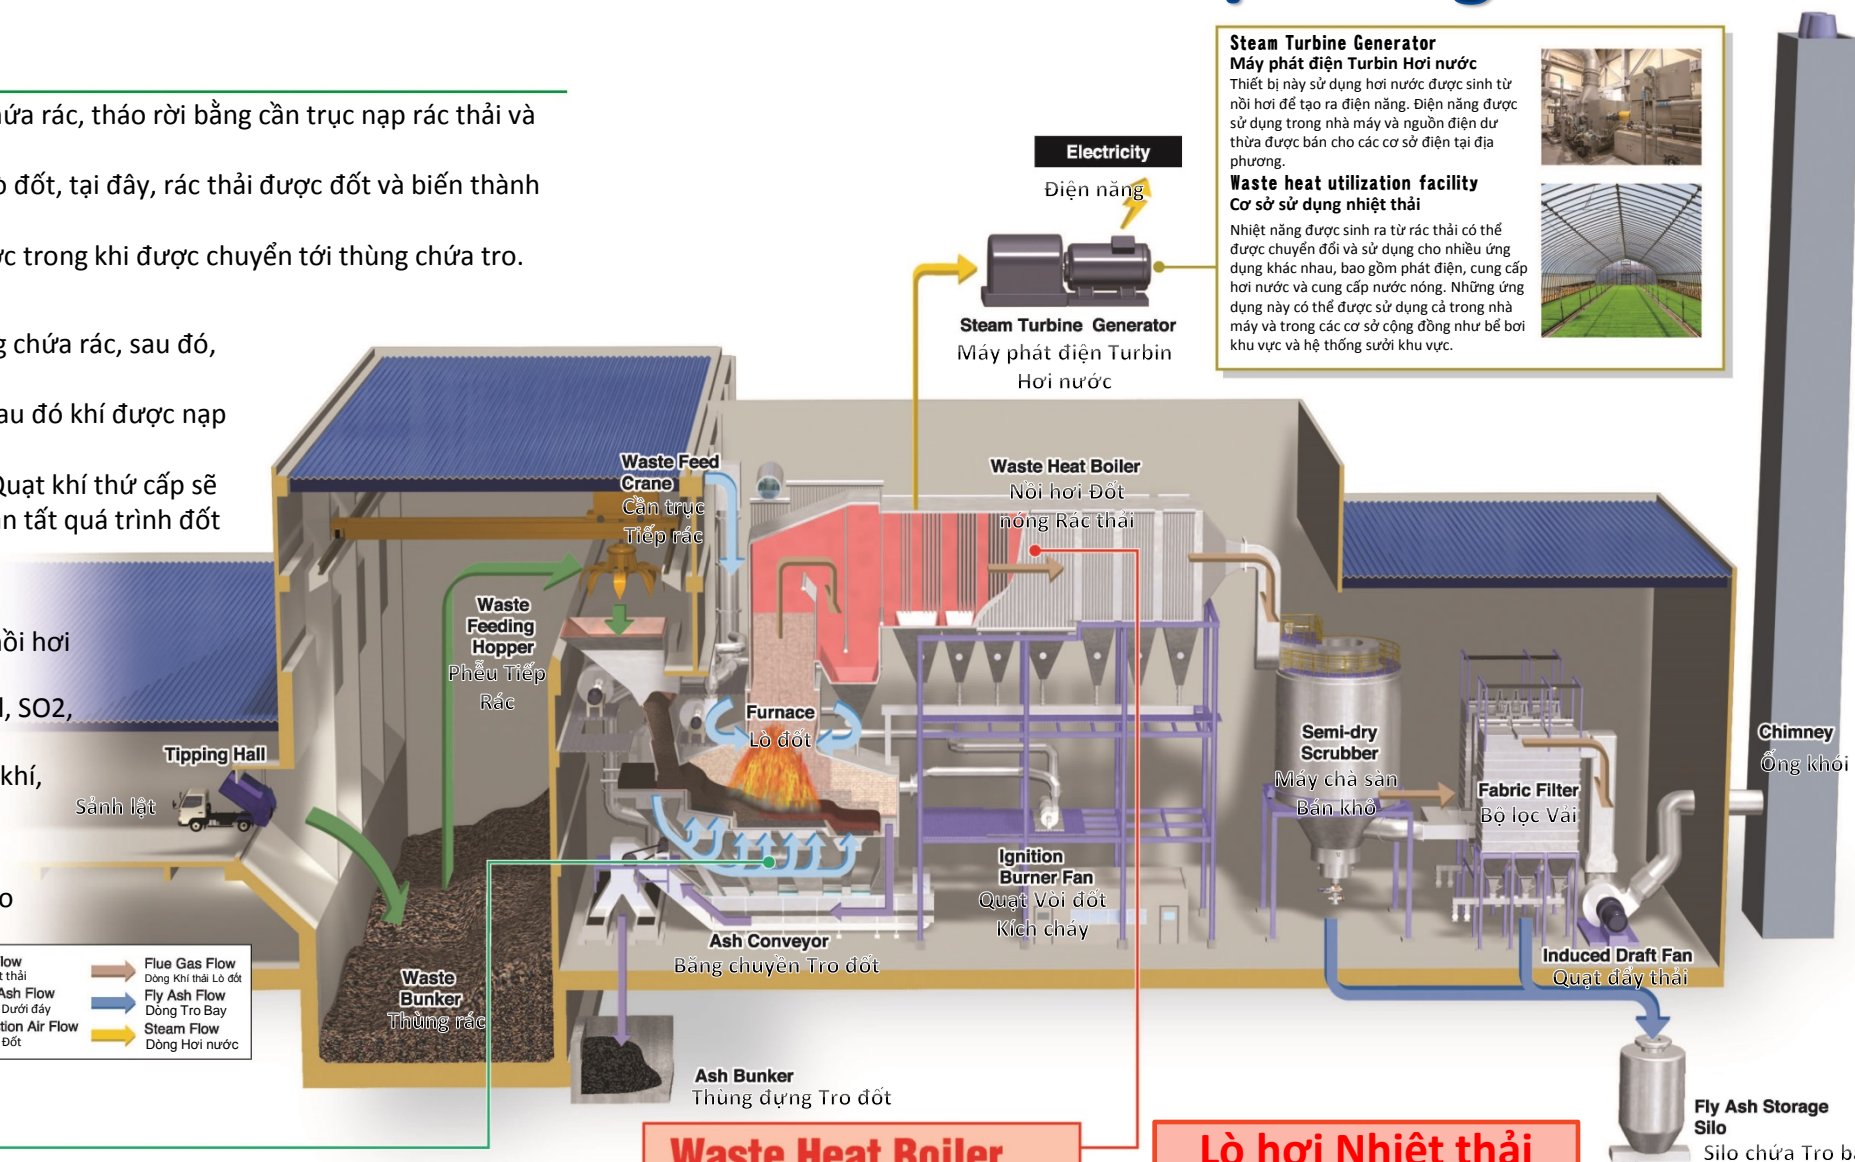 Steam Turbine Generator
Máy phát điện Turbin Hơi nước
Thiết bị này sử dụng hơi nước được sinh từ
nồi hơi để tạo ra điện năng. Điện năng được
sử dụng trong nhà máy và nguồn điện dư
thừa được bán cho các cơ sở điện tại địa
phương.
Waste heat utilization facility
Cơ sở sử dụng nhiệt thải
Nhiệt năng được sinh ra từ rác thải có thể
được chuyển đổi và sử dụng cho nhiều ứng
dụng khác nhau, bao gồm phát điện, cung cấp
hơi nước và cung cấp nước nóng. Những ứng
dụng này có thể được sử dụng cả trong nhà
máy và trong các cơ sở cộng đồng như bể bơi
khu vực và hệ thống sưởi khu vực.
rác, tháo rời bằng cần trục nạp rác thải và
đốt, tại đây, rác thải được đốt và biến thành
trong khi được chuyển tới thùng chứa tro.
chứa rác, sau đó,
đó khí được nạp
Quạt khí thứ cấp sẽ
tất quá trình đốt
hơi
SO2,
khí,
Electricity
Điện năng
Steam Turbine Generator
Máy phát điện Turbin
Hơi nước
Waste Feed
Crane
Cần trục
Tiếp rác
Waste Heat Boiler
Nồi hơi Đốt
nóng Rác thải
Waste
Feeding
Hopper
Phễu Tiếp
Rác
Furnace
Lò đốt
Tipping Hall
Sảnh lật
Semi-dry
Scrubber
Máy chà sàn
Bán khô
Fabric Filter
Bộ lọc Vải
Chimney
Ống khói
Ignition
Burner Fan
Quạt Vòi đốt
Kích cháy
Ash Conveyor
Băng chuyền Tro đốt
Induced Draft Fan
Quạt đẩy thải
Waste
Bunker
Thùng rác
Ash Bunker
Thùng đựng Tro đốt
Fly Ash Storage
Silo
Silo chứa Tro
thải
Ash Flow
Dưới đáy
Air Flow
Đốt
Flue Gas Flow
Dòng Khí thải Lò đốt
Fly Ash Flow
Dòng Tro Bay
Steam Flow
Dòng Hơi nước
Waste Heat Boiler
Lò hơi Nhiệt thải